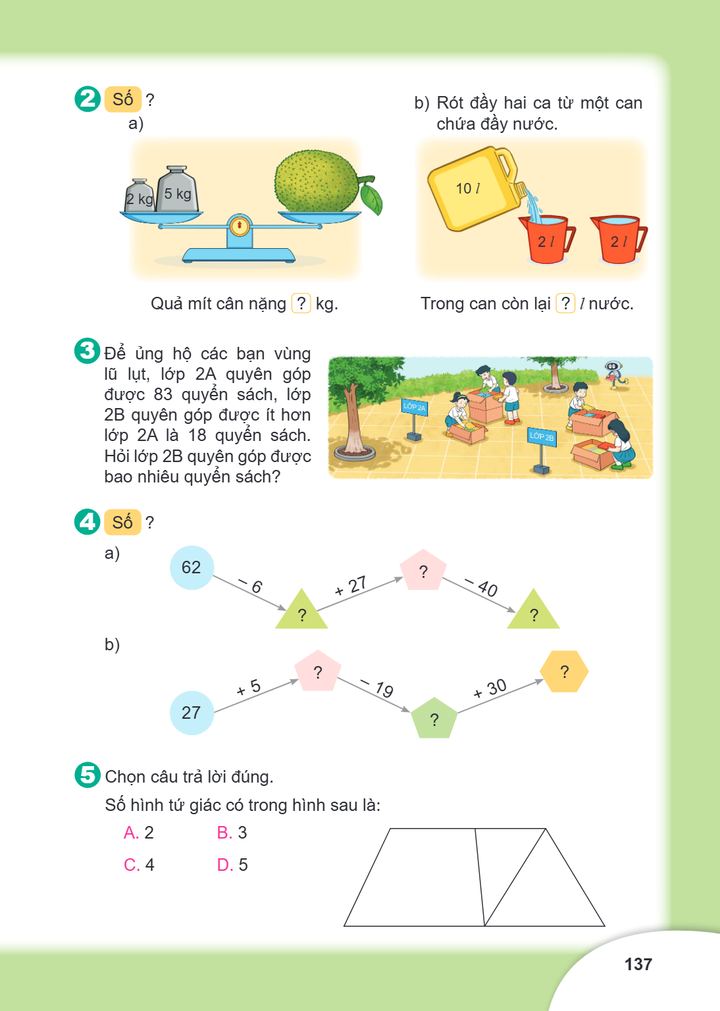 2 Số ?
a)
2 kg 5 kg
Quả mít cân nặng ? kg.
b) Rót đầy hai ca từ một can
chứa đầy nước.
10 l
2 l 2 l
Trong can còn lại ? l nước.
3 Để ủng hộ các bạn vùng
lũ lụt, lớp 2A quyên góp
được 83 quyển sách, lớp
2B quyên góp được ít hơn
lớp 2A là 18 quyển sách.
Hỏi lớp 2B quyên góp được
bao nhiêu quyển sách?
LỚP 2A
LỚP 2B
4 Số ?
a)
62 – 6 ? + 27 ? – 40 ?
b)
27 + 5 ? – 19 ? + 30 ?
5 Chọn câu trả lời đúng.
Số hình tứ giác có trong hình sau là:
A. 2 B. 3
C. 4 D. 5
137